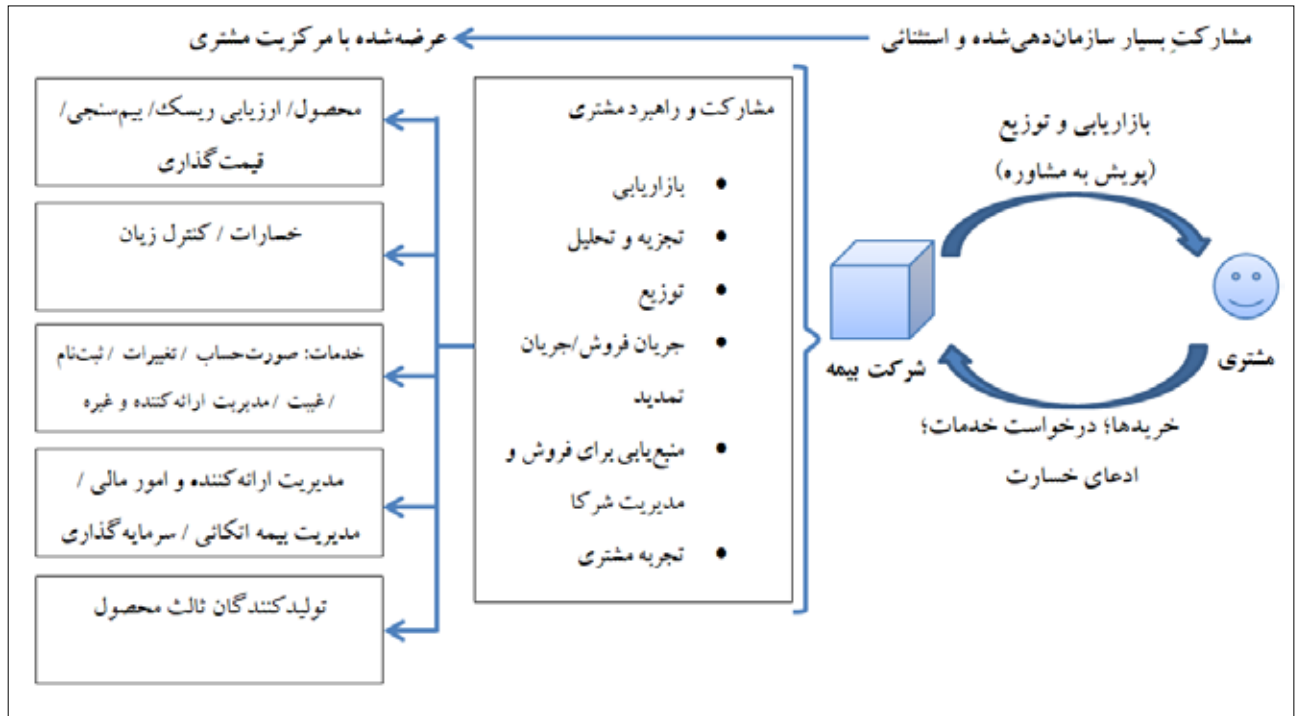 مشارکتِ بسیار سازمان‌دهی‌شده و استثنائی
عرضه‌شده با مرکزیت مشتری
بازاریابی و توزیع
(پویش به مشاوره)
شرکت بیمه
مشتری
خریدها؛ درخواست خدمات؛
ادعای خسارت
مشارکت و راهبرد مشتری
• بازاریابی
• تجزیه و تحلیل
• توزیع
• جریان فروش/جریان
تمدید
• منبع‌یابی برای فروش و
مدیریت شرکا
• تجربه مشتری
محصول/ ارزیابی ریسک/ بیم‌سنجی/
قیمت‌گذاری
خسارات / کنترل زیان
خدمات: صورت‌حساب / تغییرات / ثبت‌نام
/ غیبت / مدیریت ارائه‌کننده و غیره
مدیریت ارائه‌کننده و امور مالی /
مدیریت بیمه اتکائی / سرمایه‌گذاری
تولیدکنندگان ثالث محصول